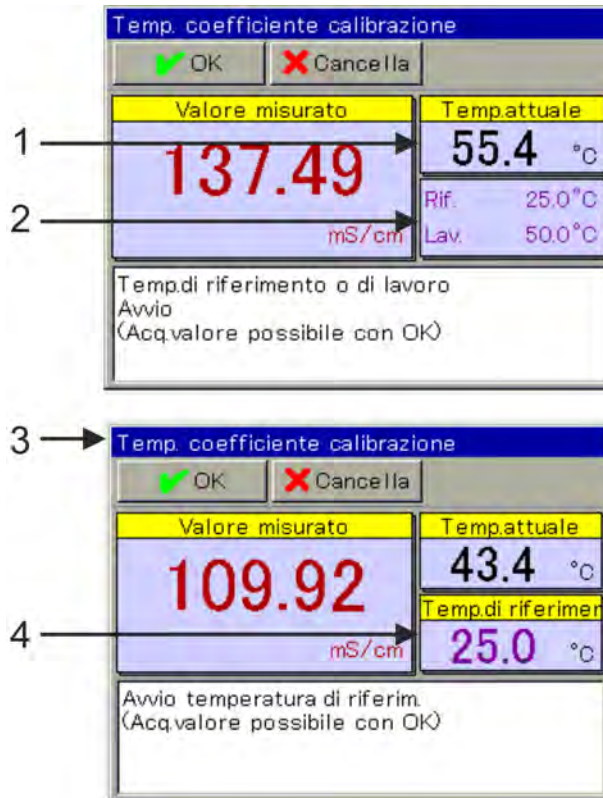 Temp. coefficiente calibrazione
OK Cancella
Valore misurato Temp.attuale
1
137.49 55.4 °C
2
Rif. 25.0°C
mS/cm Lav. 50.0°C
Temp.di riferimento o di lavoro
Avvio
(Acq.valore possibile con OK)
3 Temp. coefficiente calibrazione
OK Cancella
Valore misurato Temp.attuale
109.92 43.4 °C
Temp.di riferimer
4 25.0 °C
mS/cm
Avvio temperatura di riferim.
(Acq.valore possibile con OK)